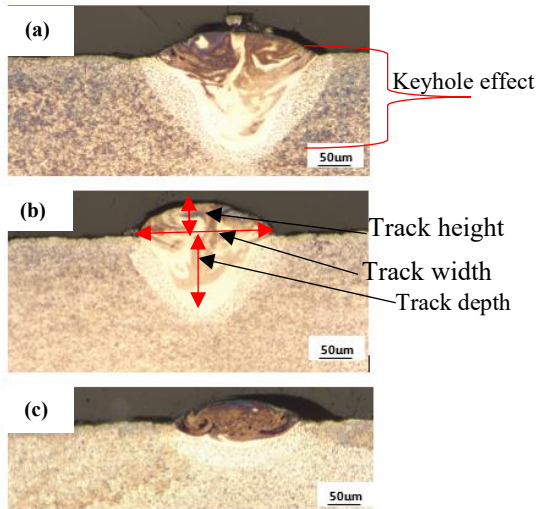 (a)
Keyhole effect
50um
(b)
Track height
Track width
Track depth
50um
(c)
50um